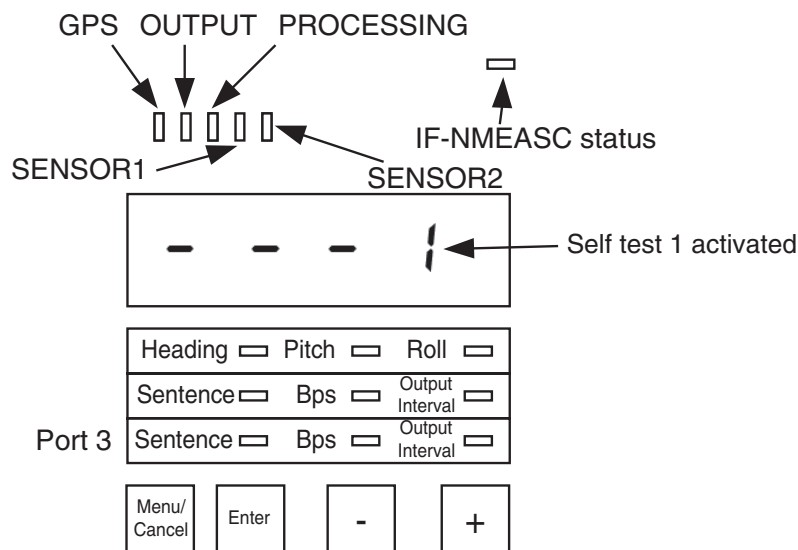 GPS OUTPUT PROCESSING
IF-NMEASC status
SENSOR1
SENSOR2
- - - 1
Self test 1 activated
Heading Pitch Roll
Sentence Bps Output Interval
Port 3 Sentence Bps Output Interval
Menu/
Cancel
Enter
-
+